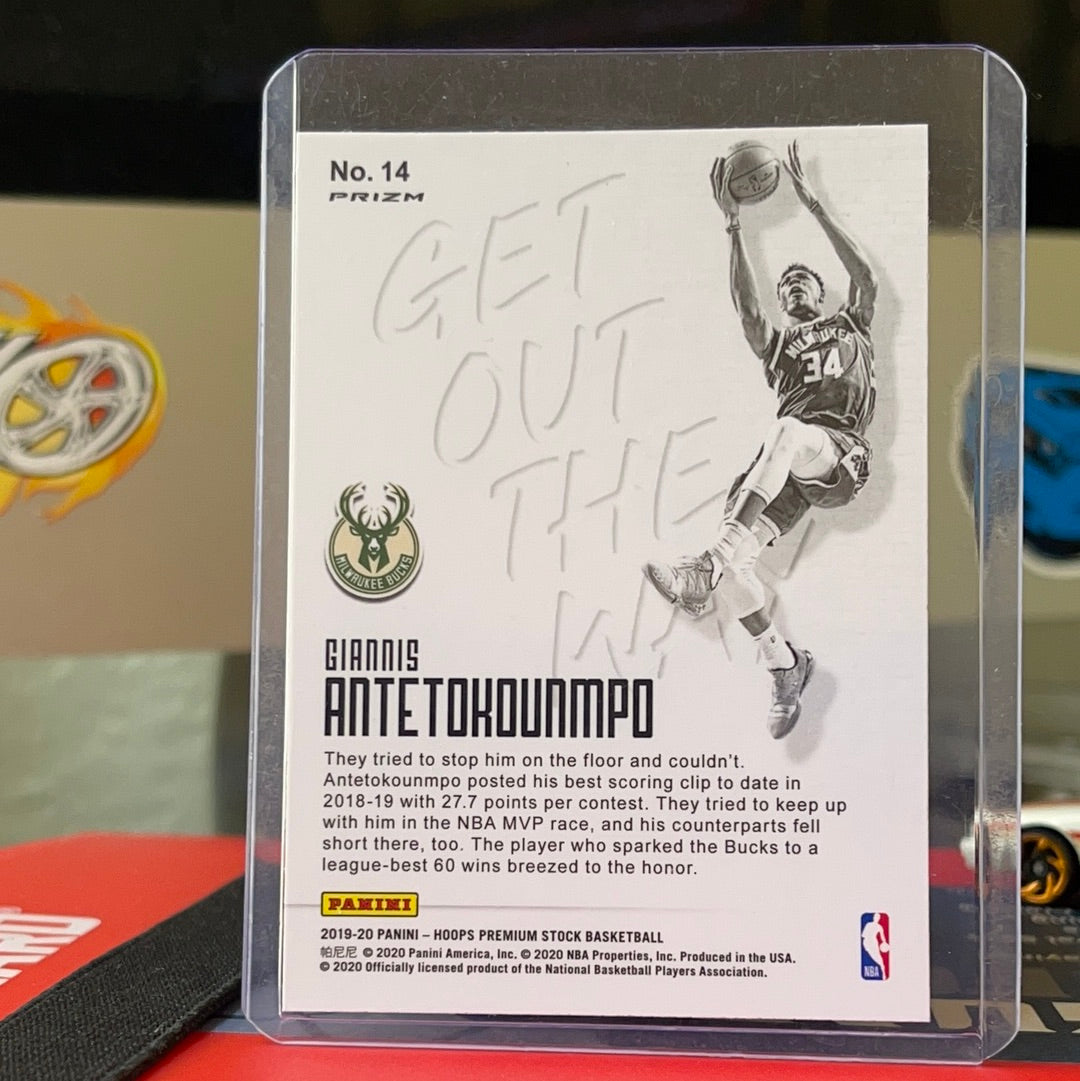 No. 14
PRIZM
GET
OUT
THE
MILWAUKEE
34
MILWAUKEE BUCKS
GIANNIS
ANTETOKOUNMPO
They tried to stop him on the floor and couldn't.
Antetokounmpo posted his best scoring clip to date in
2018-19 with 27.7 points per contest. They tried to keep up
with him in the NBA MVP race, and his counterparts fell
short there, too. The player who sparked the Bucks to a
league-best 60 wins breezed to the honor.
PANINI
2019-20 PANINI – HOOPS PREMIUM STOCK BASKETBALL
帕尼尼 © 2020 Panini America, Inc. © 2020 NBA Properties, Inc. Produced in the USA.
© 2020 Officially licensed product of the National Basketball Players Association.
NBA